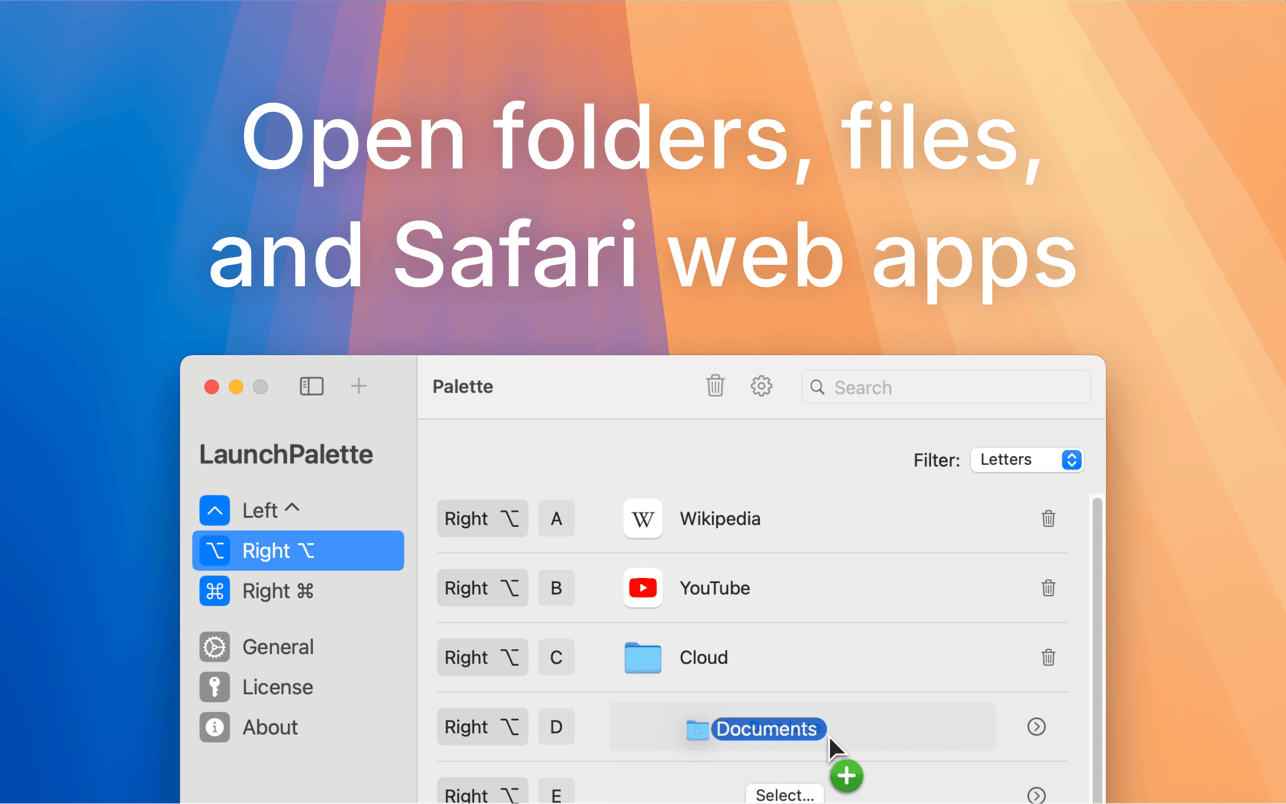 Open folders, files,
and Safari web apps
Palette
Search
LaunchPalette
Filter: Letters
Left ^
Right ⌥
Right ⌘
General
License
About
Right ⌥ A W Wikipedia
Right ⌥ B YouTube
Right ⌥ C Cloud
Right ⌥ D Documents
Right ⌥ E Select...